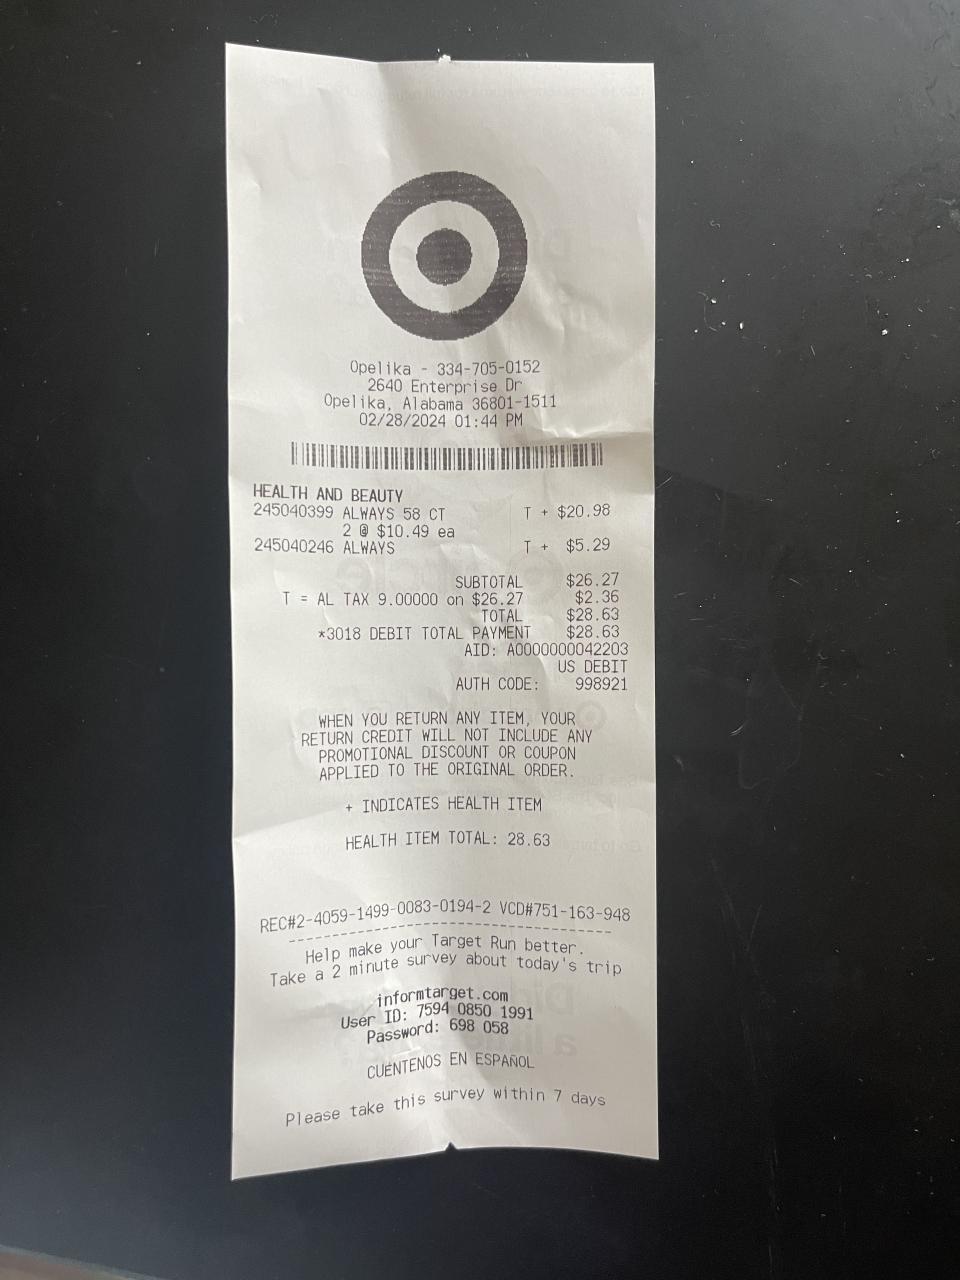 Opelika - 334-705-0152
2640 Enterprise Dr
Opelika, Alabama 36801-1511
02/28/2024 01:44 PM
HEALTH AND BEAUTY
245040399 ALWAYS 58 CT T + $20.98
2 @ $10.49 ea
245040246 ALWAYS T + $5.29
SUBTOTAL $26.27
T = AL TAX 9.00000 on $26.27 $2.36
TOTAL $28.63
*3018 DEBIT TOTAL PAYMENT $28.63
AID: A0000000042203
US DEBIT
AUTH CODE: 998921
WHEN YOU RETURN ANY ITEM, YOUR
RETURN CREDIT WILL NOT INCLUDE ANY
PROMOTIONAL DISCOUNT OR COUPON
APPLIED TO THE ORIGINAL ORDER.
+ INDICATES HEALTH ITEM
HEALTH ITEM TOTAL: 28.63
REC#2-4059-1499-0083-0194-2 VCD#751-163-948
Help make your Target Run better.
Take a 2 minute survey about today's trip
informtarget.com
User ID: 7594 0850 1991
Password: 698 058
CUÉNTENOS EN ESPAÑOL
Please take this survey within 7 days